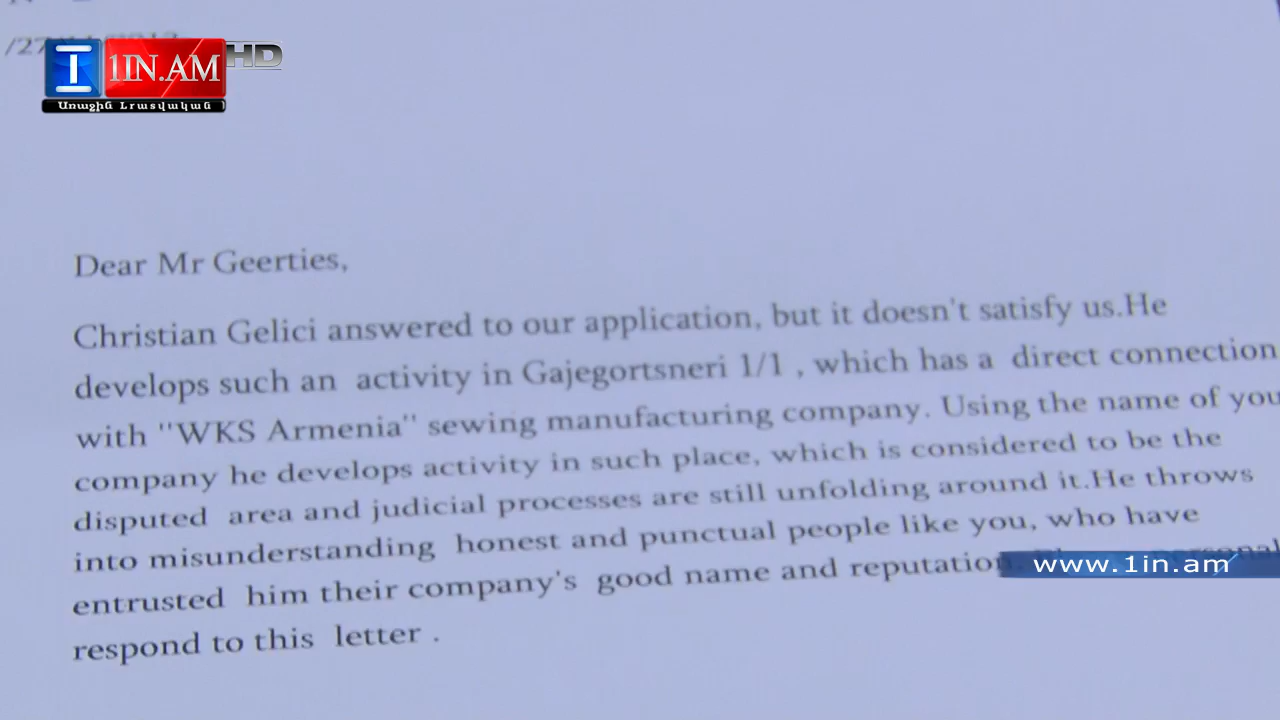 1IN.AM HD
Առաջին Լրատվական
Dear Mr Geerties,
Christian Gelici answered to our application, but it doesn't satisfy us.He
develops such an activity in Gajegortsneri 1/1 , which has a direct connection
with "WKS Armenia" sewing manufacturing company. Using the name of you
company he develops activity in such place, which is considered to be the
disputed area and judicial processes are still unfolding around it.He throws
into misunderstanding honest and punctual people like you, who have
entrusted him their company's good name and reputation
respond to this letter .
www.1in.am